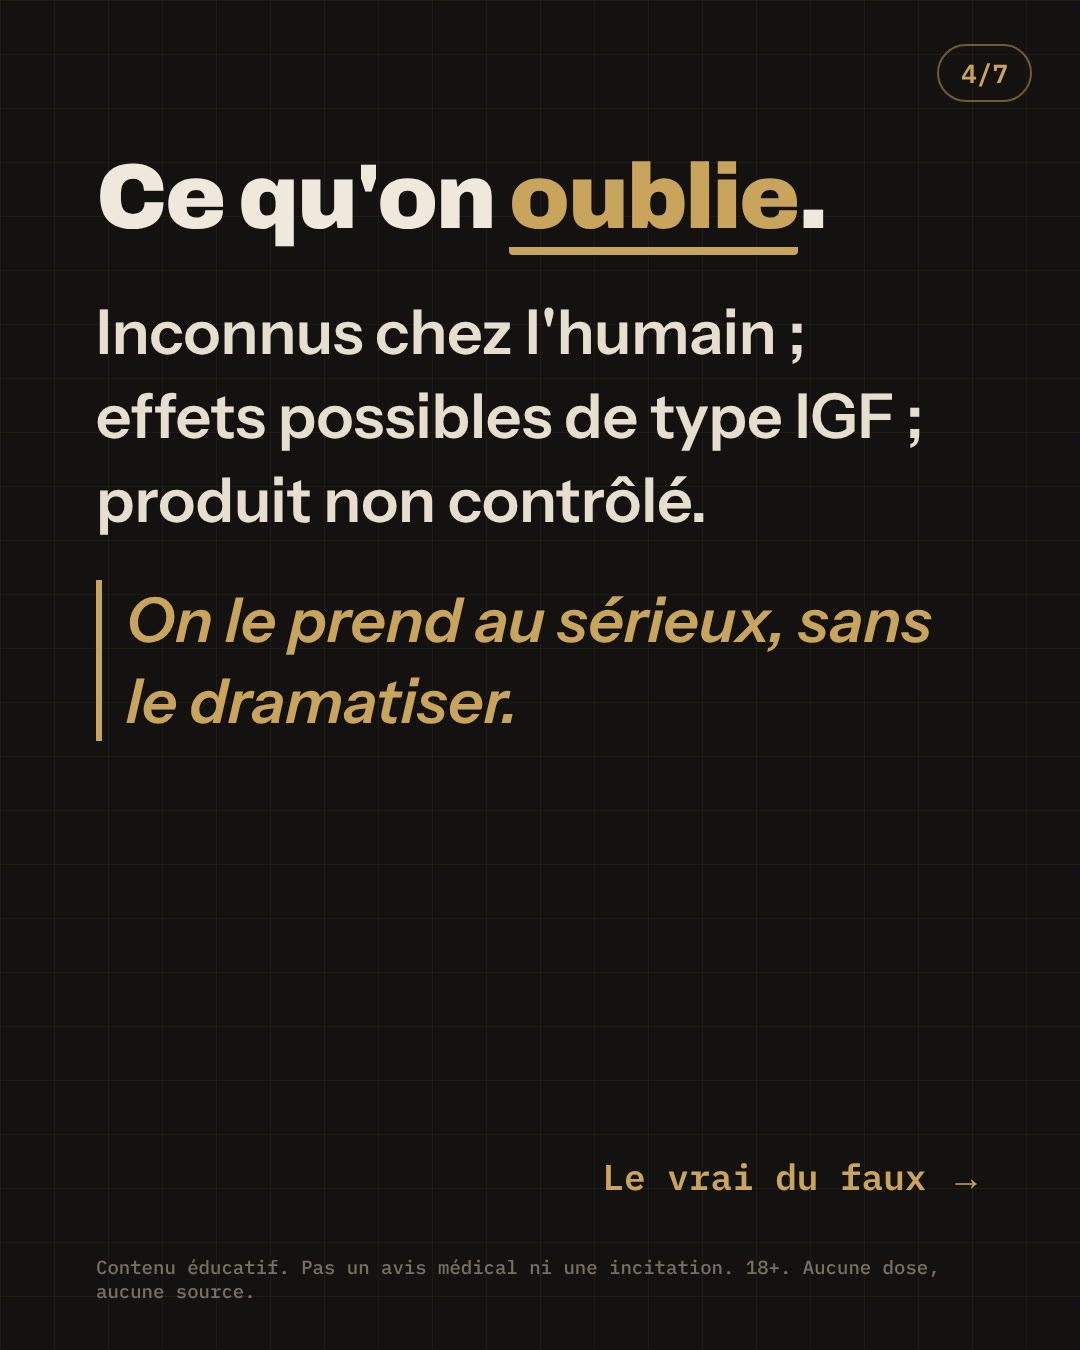 4/7
Ce qu'on oublie.
Inconnus chez l'humain ;
effets possibles de type IGF ;
produit non contrôlé.
On le prend au sérieux, sans
le dramatiser.
Le vrai du faux →
Contenu éducatif. Pas un avis médical ni une incitation. 18+. Aucune dose,
aucune source.